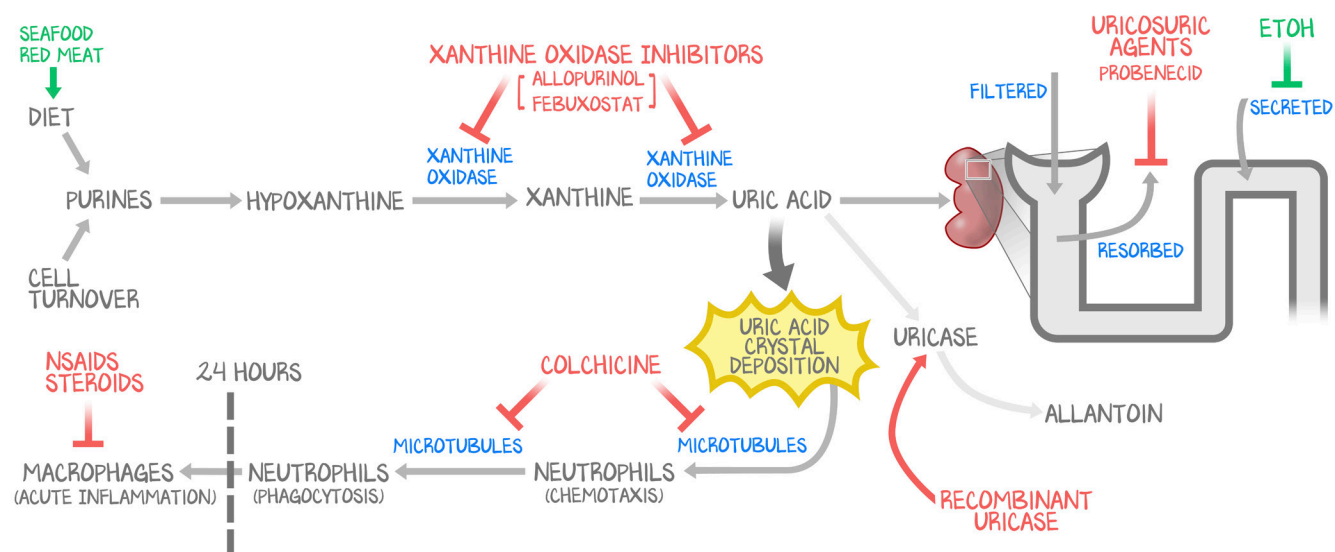 SEAFOOD
RED MEAT
DIET
PURINES
CELL
TURNOVER
HYPOXANTHINE
XANTHINE OXIDASE INHIBITORS
ALLOPURINOL
FEBUXOSTAT
XANTHINE
OXIDASE
XANTHINE
XANTHINE
OXIDASE
URIC ACID
FILTERED
URICOSURIC
AGENTS
PROBENECID
ETOH
SECRETED
RESORBED
URIC ACID
CRYSTAL
DEPOSITION
URICASE
ALLANTOIN
RECOMBINANT
URICASE
COLCHICINE
MICROTUBULES
MICROTUBULES
NEUTROPHILS
(CHEMOTAXIS)
NEUTROPHILS
(PHAGOCYTOSIS)
24 HOURS
NSAIDS
STEROIDS
MACROPHAGES
(ACUTE INFLAMMATION)